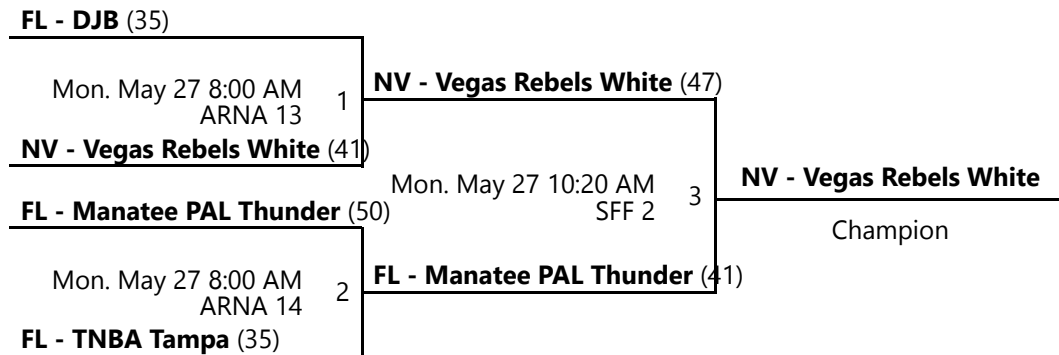 FL - DJB (35)
Mon. May 27 8:00 AM
ARNA 13
1
NV - Vegas Rebels White (41)
NV - Vegas Rebels White (47)
FL - Manatee PAL Thunder (50)
Mon. May 27 10:20 AM
SFF 2
3
NV - Vegas Rebels White
Champion
Mon. May 27 8:00 AM
ARNA 14
2
FL - Manatee PAL Thunder (41)
FL - TNBA Tampa (35)